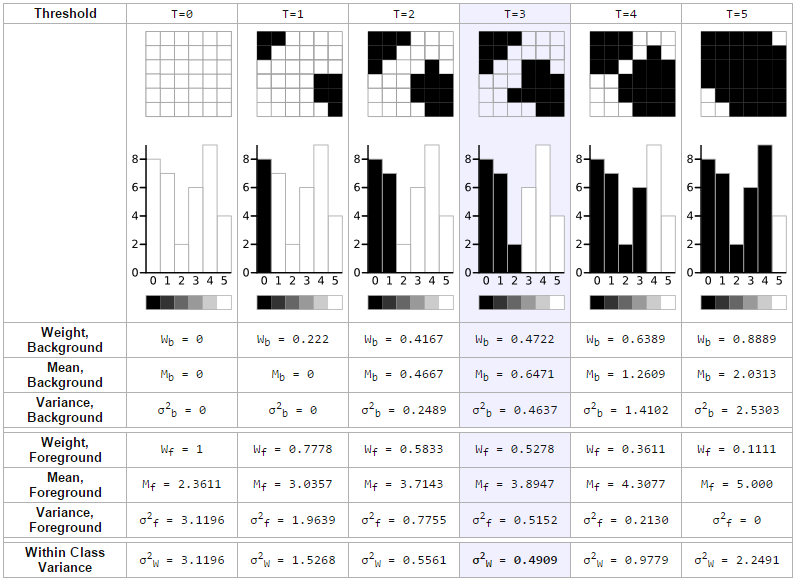 Threshold T=0 T=1 T=2 T=3 T=4 T=5
8 8 8 8 8 8
6 6 6 6 6 6
4 4 4 4 4 4
2 2 2 2 2 2
0 0 0 0 0 0
0 1 2 3 4 5 0 1 2 3 4 5 0 1 2 3 4 5 0 1 2 3 4 5 0 1 2 3 4 5 0 1 2 3 4 5
Weight, Background Wb = 0 Wb = 0.222 Wb = 0.4167 Wb = 0.4722 Wb = 0.6389 Wb = 0.8889
Mean, Background Mb = 0 Mb = 0 Mb = 0.4667 Mb = 0.6471 Mb = 1.2609 Mb = 2.0313
Variance, Background σ²b = 0 σ²b = 0 σ²b = 0.2489 σ²b = 0.4637 σ²b = 1.4102 σ²b = 2.5303
Weight, Foreground Wf = 1 Wf = 0.7778 Wf = 0.5833 Wf = 0.5278 Wf = 0.3611 Wf = 0.1111
Mean, Foreground Mf = 2.3611 Mf = 3.0357 Mf = 3.7143 Mf = 3.8947 Mf = 4.3077 Mf = 5.000
Variance, Foreground σ²f = 3.1196 σ²f = 1.9639 σ²f = 0.7755 σ²f = 0.5152 σ²f = 0.2130 σ²f = 0
Within Class Variance σ²W = 3.1196 σ²W = 1.5268 σ²W = 0.5561 σ²W = 0.4909 σ²W = 0.9779 σ²W = 2.2491